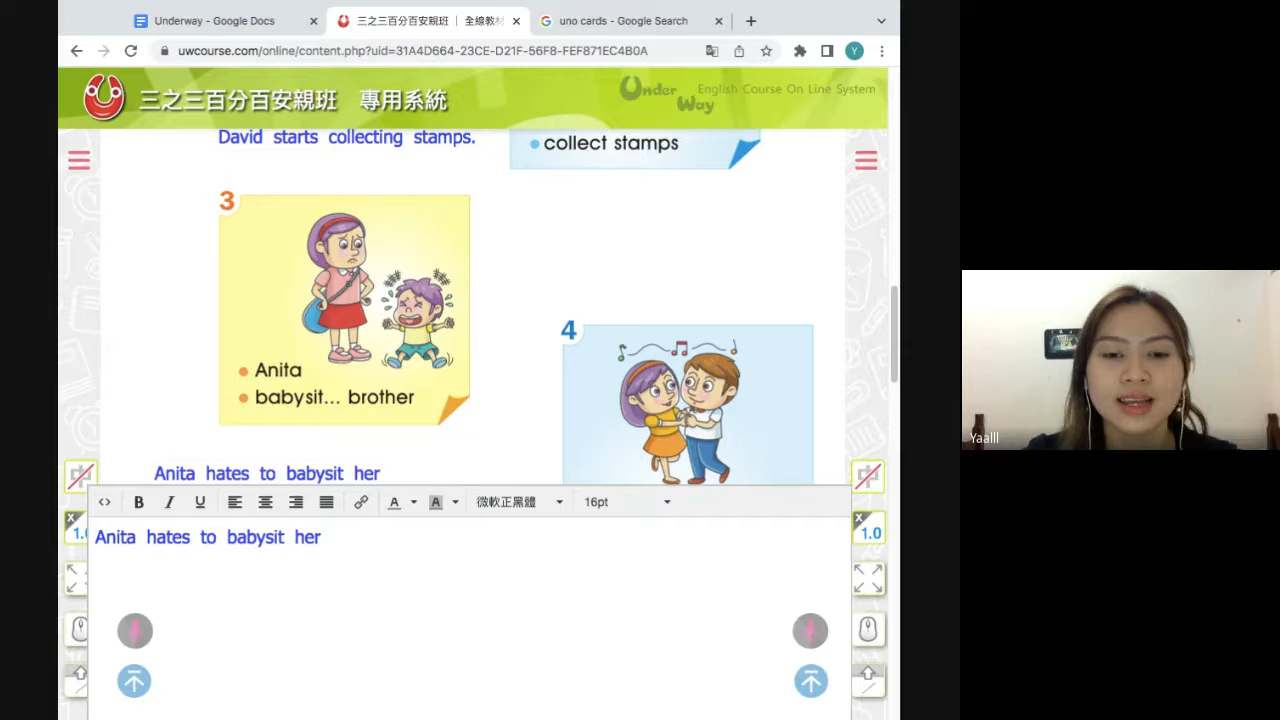 Underway - Google Docs
三之三百分百安親班 | 全線教材
uno cards - Google Search
uwcourse.com/online/content.php?uid=31A4D664-23CE-D21F-56F8-FEF871EC4B0A
Y
三之三百分百安親班 專用系統
Under Way
English Course On Line System
David starts collecting stamps.
collect stamps
3
Anita
babysit... brother
4
Anita hates to babysit her
B I U A A 微軟正黑體 16pt
Anita hates to babysit her
X
1.0
X
1.0
Yaalll